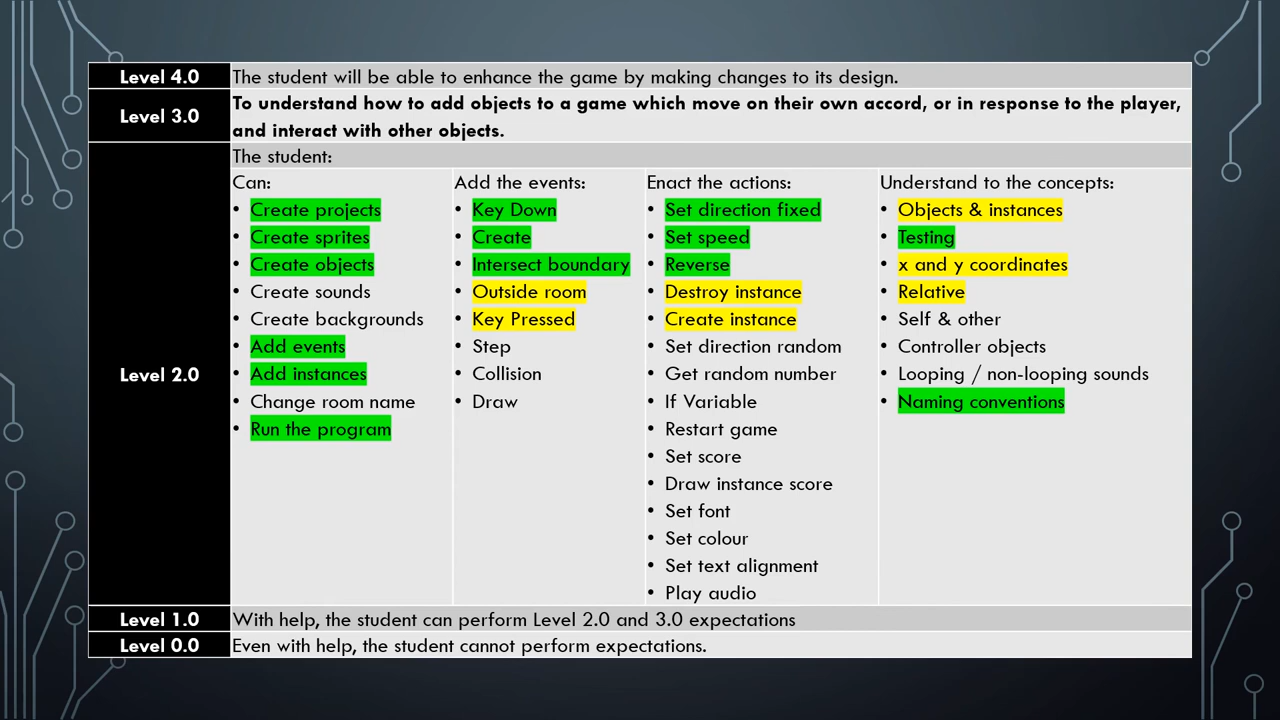 Level 4.0
The student will be able to enhance the game by making changes to its design.
Level 3.0
To understand how to add objects to a game which move on their own accord, or in response to the player,
and interact with other objects.
Level 2.0
The student:
Can:
• Create projects
• Create sprites
• Create objects
• Create sounds
• Create backgrounds
• Add events
• Add instances
• Change room name
• Run the program
Add the events:
• Key Down
• Create
• Intersect boundary
• Outside room
• Key Pressed
• Step
• Collision
• Draw
Enact the actions:
• Set direction fixed
• Set speed
• Reverse
• Destroy instance
• Create instance
• Set direction random
• Get random number
• If Variable
• Restart game
• Set score
• Draw instance score
• Set font
• Set colour
• Set text alignment
• Play audio
Understand to the concepts:
• Objects & instances
• Testing
• x and y coordinates
• Relative
• Self & other
• Controller objects
• Looping / non-looping sounds
• Naming conventions
Level 1.0
With help, the student can perform Level 2.0 and 3.0 expectations
Level 0.0
Even with help, the student cannot perform expectations.